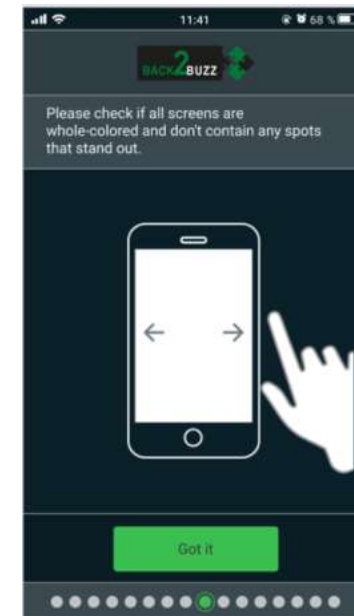 11:41
68 %
BACK2BUZZ
Please check if all screens are
whole-colored and don't contain any spots
that stand out.
Got it